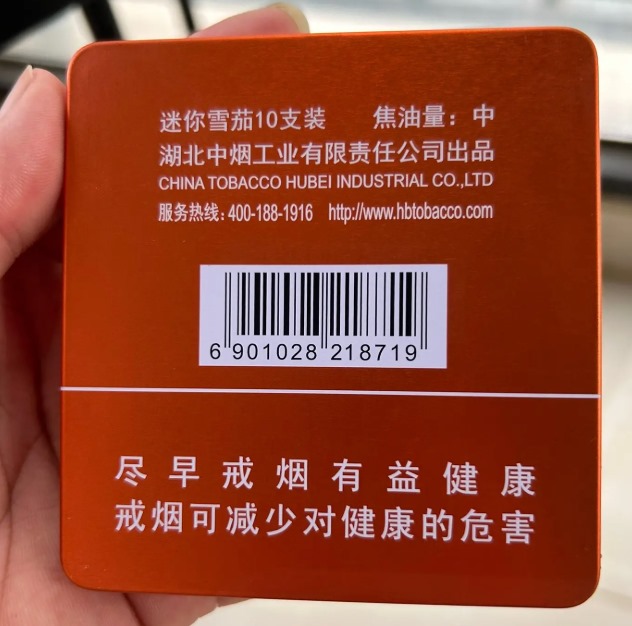 迷你雪茄10支装 焦油量：中
湖北中烟工业有限责任公司出品
CHINA TOBACCO HUBEI INDUSTRIAL CO.,LTD
服务热线:400-188-1916 http://www.hbtobacco.com
6 901028 218719
尽早戒烟有益健康
戒烟可减少对健康的危害